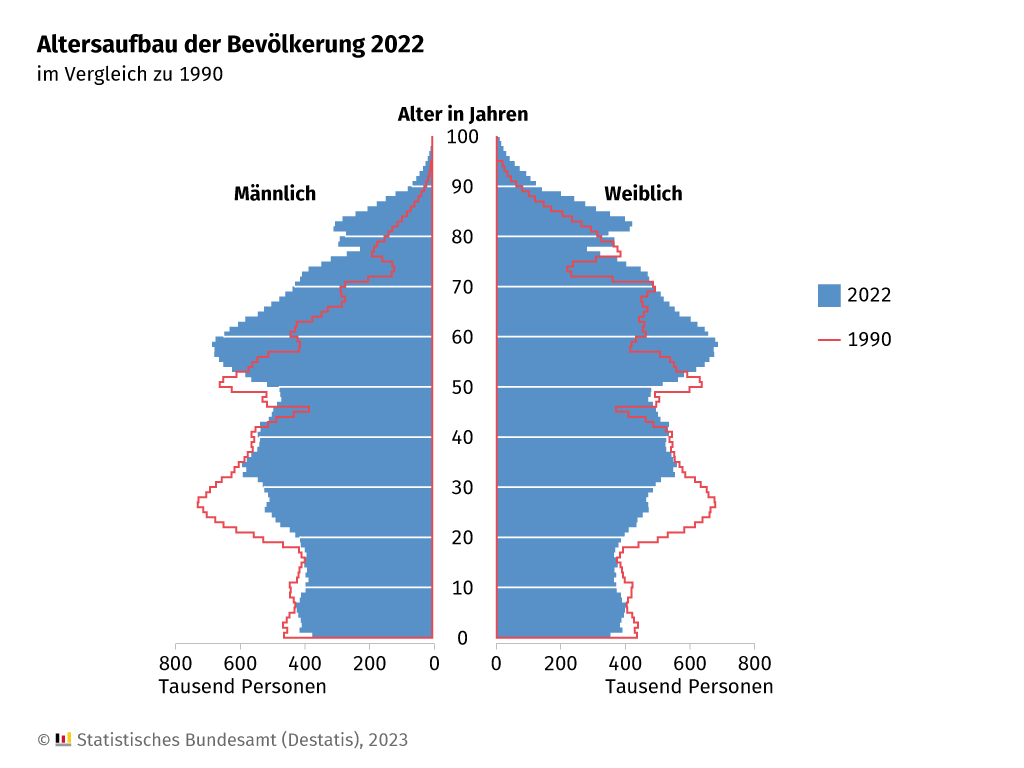 Altersaufbau der Bevölkerung 2022
im Vergleich zu 1990
Alter in Jahren
100
Männlich
90
Weiblich
80
70
2022
60
1990
50
40
30
20
10
0
800 600 400 200 0 0 200 400 600 800
Tausend Personen Tausend Personen
© Statistisches Bundesamt (Destatis), 2023